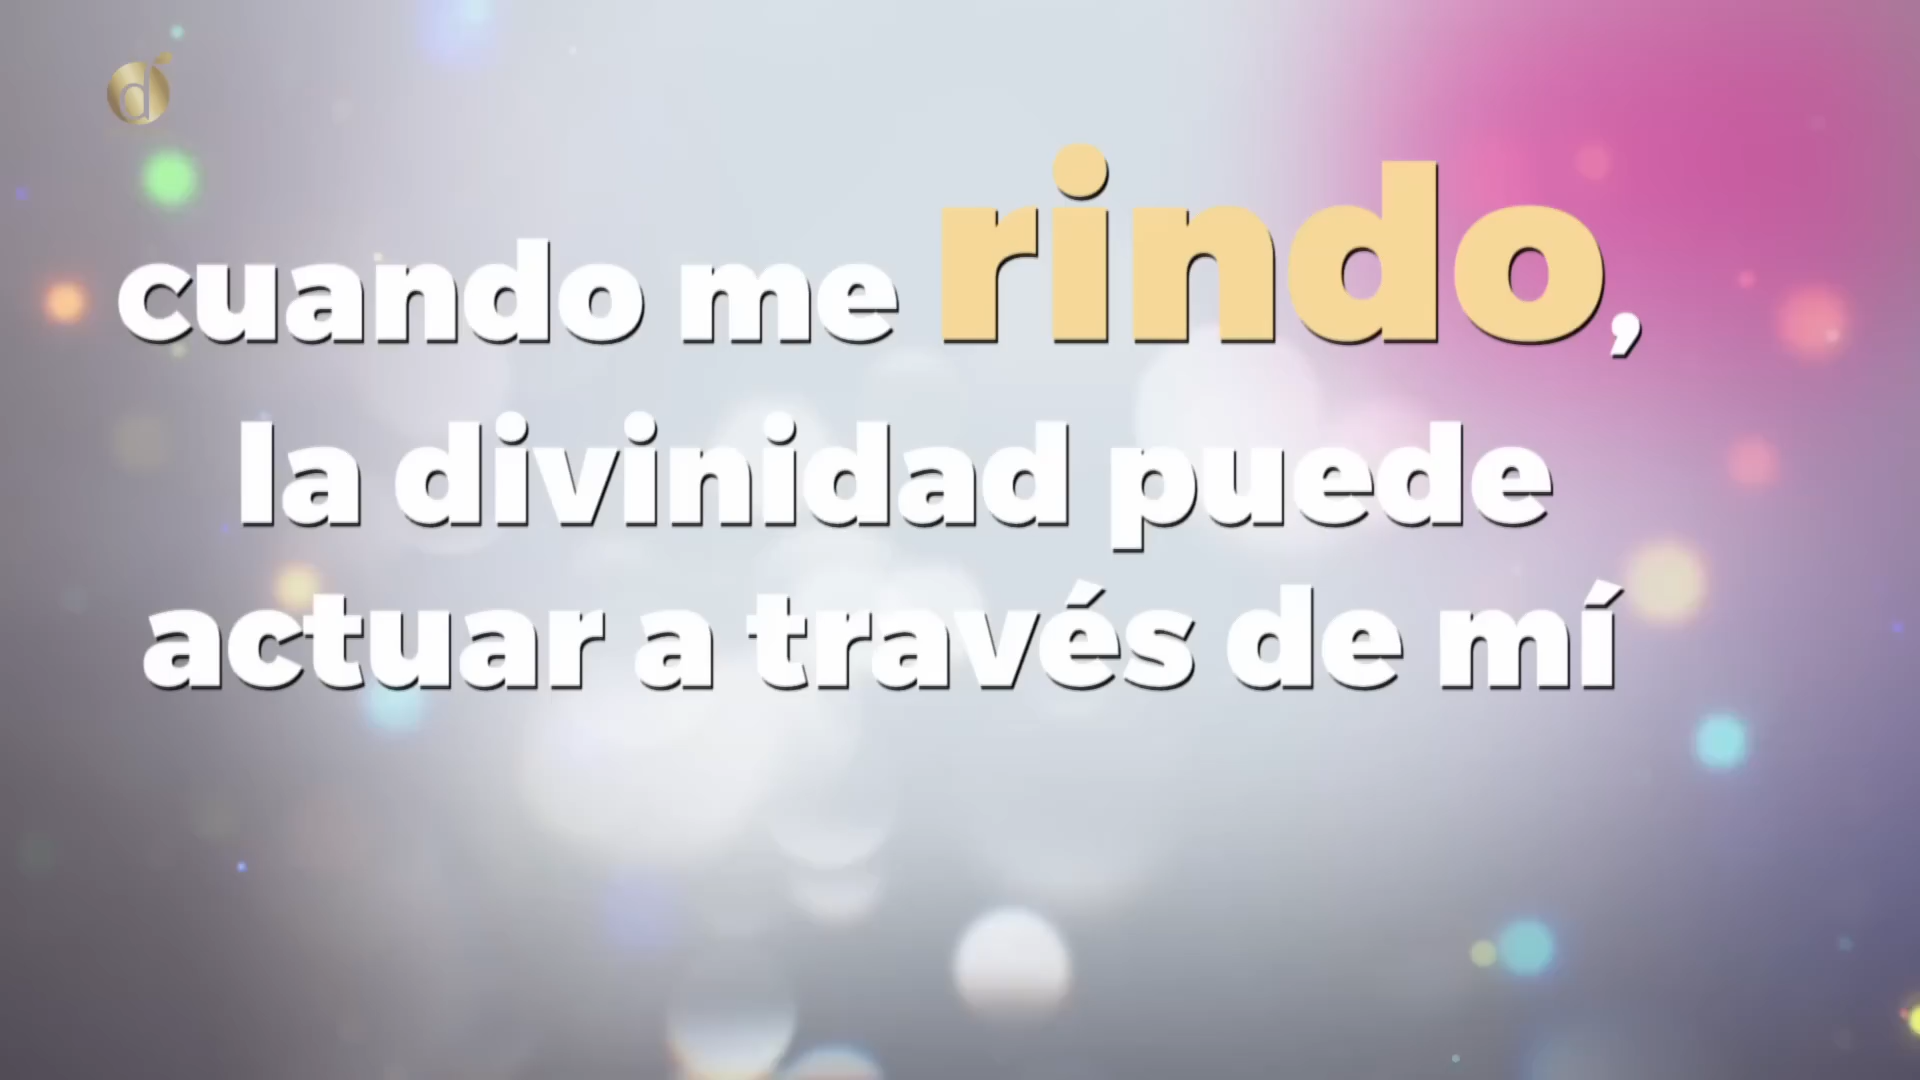 d
cuando me rindo,
la divinidad puede
actuar a través de mí